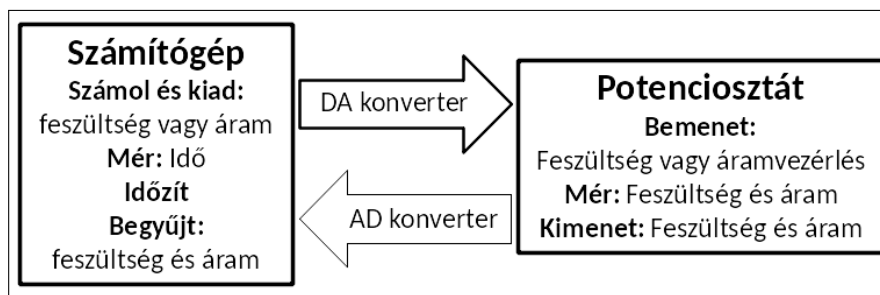 Számítógép
Számol és kiad:
feszültség vagy áram
Mér: Idő
Időzít
Begyűjt:
feszültség és áram
DA konverter
AD konverter
Potenciosztát
Bemenet:
Feszültség vagy áramvezérlés
Mér: Feszültség és áram
Kimenet: Feszültség és áram